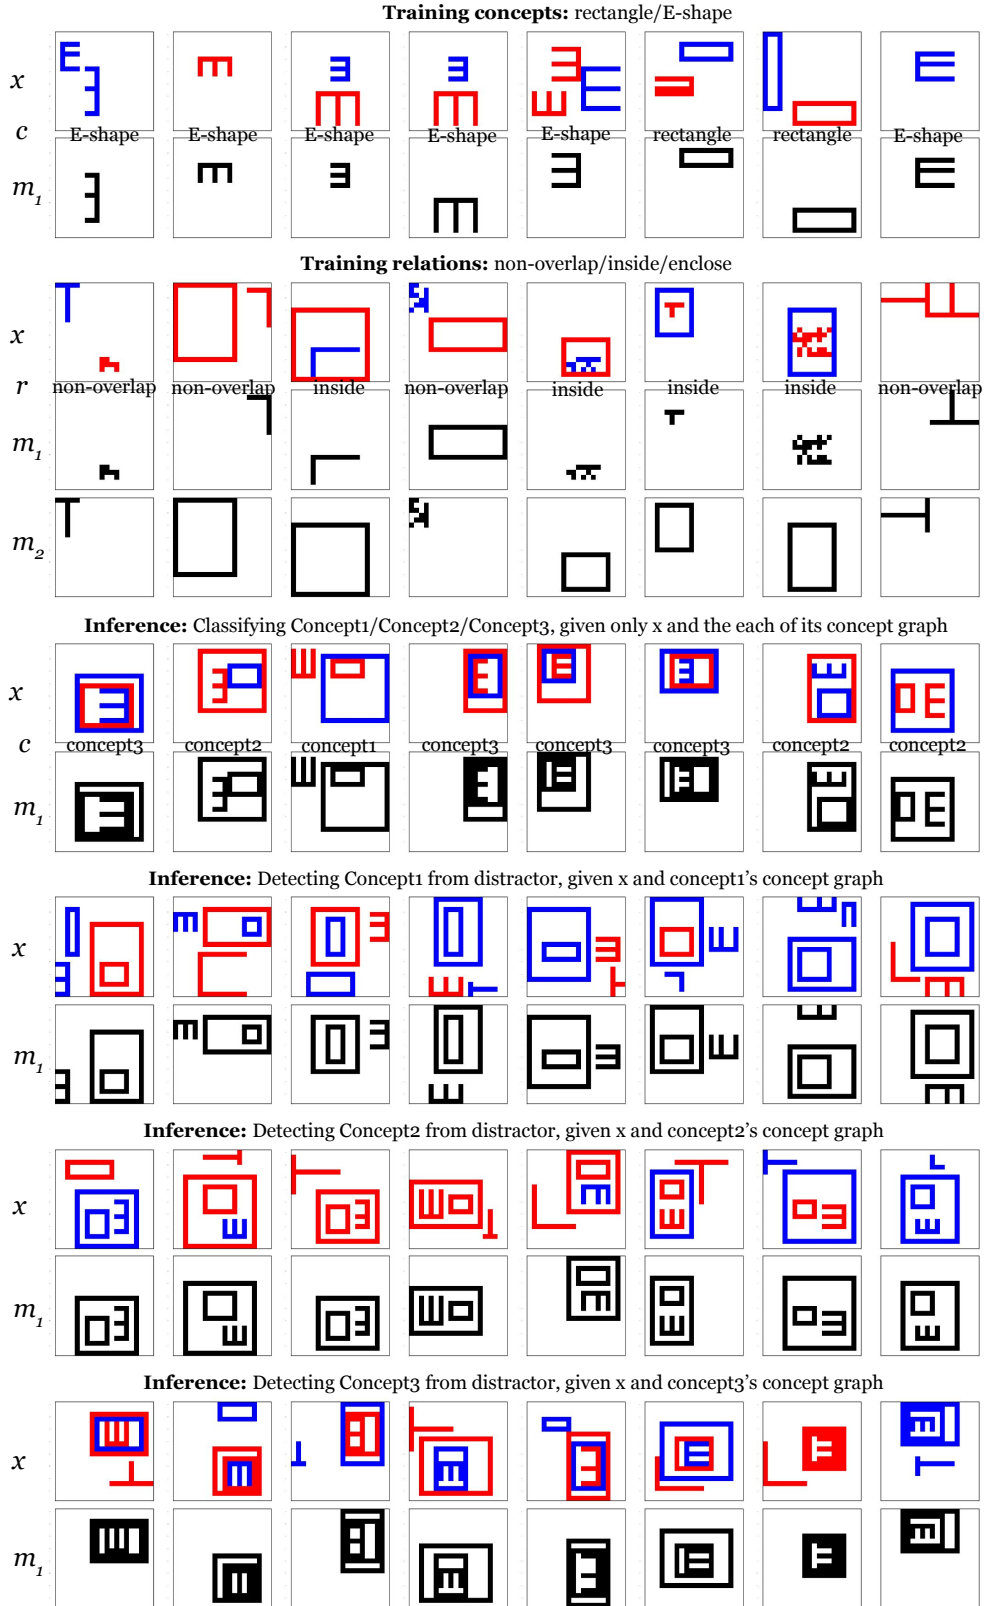 Training concepts: rectangle/E-shape
x
c E-shape E-shape E-shape E-shape E-shape rectangle rectangle E-shape
m1
Training relations: non-overlap/inside/enclose
x
r non-overlap non-overlap inside non-overlap inside inside inside non-overlap
m1
m2
Inference: Classifying Concept1/Concept2/Concept3, given only x and the each of its concept graph
x
c concept3 concept2 concept1 concept3 concept3 concept3 concept2 concept2
m1
Inference: Detecting Concept1 from distractor, given x and concept1's concept graph
x
m1
Inference: Detecting Concept2 from distractor, given x and concept2's concept graph
x
m1
Inference: Detecting Concept3 from distractor, given x and concept3's concept graph
x
m1